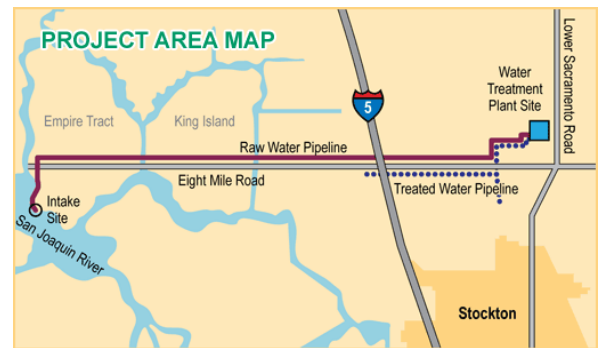 PROJECT AREA MAP
Lower Sacramento Road
Water
Treatment
Plant Site
5
Empire Tract
King Island
Raw Water Pipeline
Eight Mile Road
Treated Water Pipeline
Intake
Site
San Joaquin River
Stockton